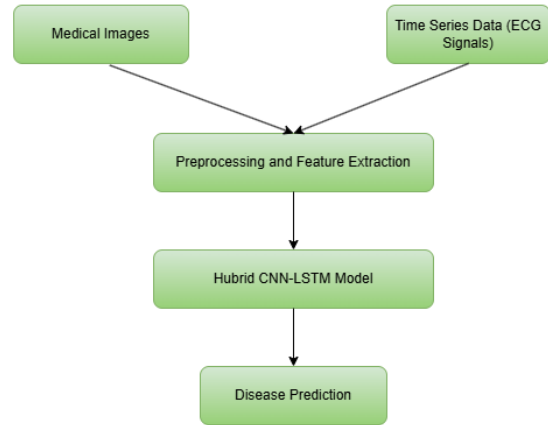 Medical Images
Time Series Data (ECG
Signals)
Preprocessing and Feature Extraction
Hubrid CNN-LSTM Model
Disease Prediction